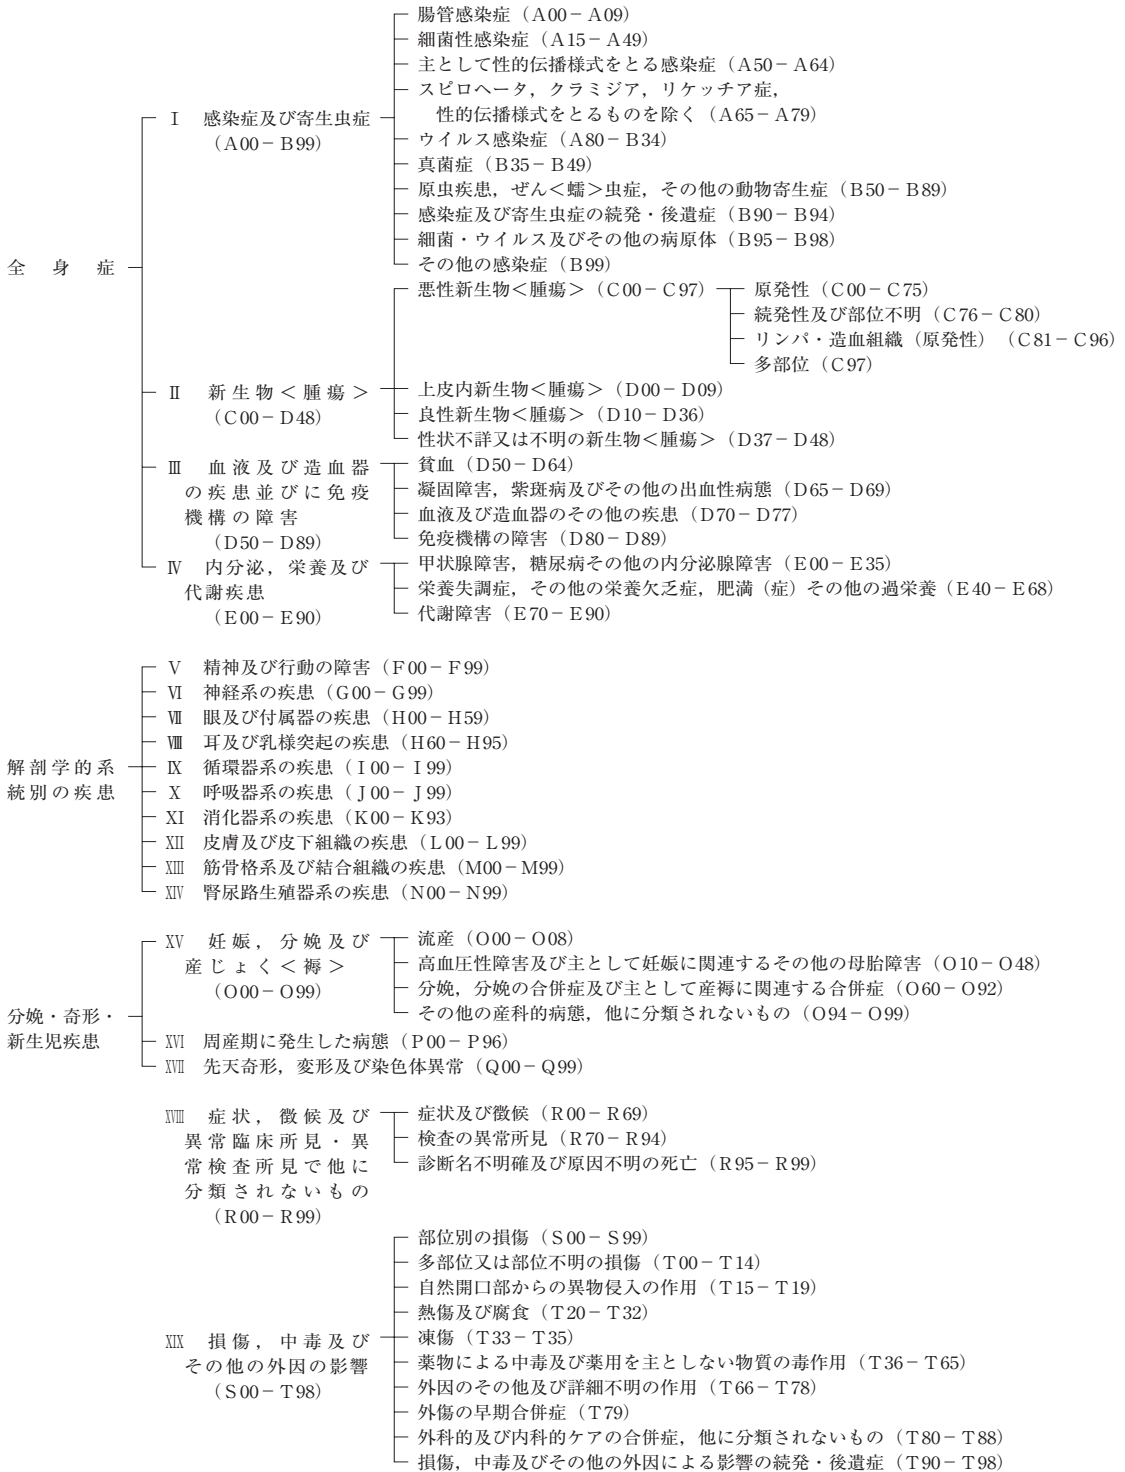 腸管感染症（A00－A09）
細菌性感染症（A15－A49）
主として性的伝播様式をとる感染症（A50－A64）
スピロヘータ，クラミジア，リケッチア症，
性的伝播様式をとるものを除く（A65－A79）
Ⅰ 感染症及び寄生虫症
（A00－B99）
ウイルス感染症（A80－B34）
真菌症（B35－B49）
原虫疾患，ぜん＜蠕＞虫症，その他の動物寄生症（B50－B89）
感染症及び寄生虫症の続発・後遺症（B90－B94）
細菌・ウイルス及びその他の病原体（B95－B98）
その他の感染症（B99）
全身症
悪性新生物＜腫瘍＞（C00－C97）
原発性（C00－C75）
続発性及び部位不明（C76－C80）
リンパ・造血組織（原発性）（C81－C96）
多部位（C97）
Ⅱ 新生物＜腫瘍＞
（C00－D48）
上皮内新生物＜腫瘍＞（D00－D09）
良性新生物＜腫瘍＞（D10－D36）
性状不詳又は不明の新生物＜腫瘍＞（D37－D48）
Ⅲ 血液及び造血器
の疾患並びに免疫
機構の障害
（D50－D89）
貧血（D50－D64）
凝固障害，紫斑病及びその他の出血性病態（D65－D69）
血液及び造血器のその他の疾患（D70－D77）
免疫機構の障害（D80－D89）
Ⅳ 内分泌，栄養及び
代謝疾患
（E00－E90）
甲状腺障害，糖尿病その他の内分泌腺障害（E00－E35）
栄養失調症，その他の栄養欠乏症，肥満（症）その他の過栄養（E40－E68）
代謝障害（E70－E90）
解剖学的系
統別の疾患
Ⅴ 精神及び行動の障害（F00－F99）
Ⅵ 神経系の疾患（G00－G99）
Ⅶ 眼及び付属器の疾患（H00－H59）
Ⅷ 耳及び乳様突起の疾患（H60－H95）
Ⅸ 循環器系の疾患（I00－I99）
Ⅹ 呼吸器系の疾患（J00－J99）
XI 消化器系の疾患（K00－K93）
XII 皮膚及び皮下組織の疾患（L00－L99）
XIII 筋骨格系及び結合組織の疾患（M00－M99）
XIV 腎尿路生殖器系の疾患（N00－N99）
分娩・奇形・
新生児疾患
XV 妊娠，分娩及び
産じょく＜褥＞
（O00－O99）
流産（O00－O08）
高血圧性障害及び主として妊娠に関連するその他の母胎障害（O10－O48）
分娩，分娩の合併症及び主として産褥に関連する合併症（O60－O92）
その他の産科的病態，他に分類されないもの（O94－O99）
XVI 周産期に発生した病態（P00－P96）
XVII 先天奇形，変形及び染色体異常（Q00－Q99）
XVIII 症状，徴候及び
異常臨床所見・異
常検査所見で他に
分類されないもの
（R00－R99）
症状及び徴候（R00－R69）
検査の異常所見（R70－R94）
診断名不明確及び原因不明の死亡（R95－R99）
XIX 損傷，中毒及び
その他の外因の影響
（S00－T98）
部位別の損傷（S00－S99）
多部位又は部位不明の損傷（T00－T14）
自然開口部からの異物侵入の作用（T15－T19）
熱傷及び腐食（T20－T32）
凍傷（T33－T35）
薬物による中毒及び薬用を主としない物質の毒作用（T36－T65）
外因のその他及び詳細不明の作用（T66－T78）
外傷の早期合併症（T79）
外科的及び内科的ケアの合併症，他に分類されないもの（T80－T88）
損傷，中毒及びその他の外因による影響の続発・後遺症（T90－T98）